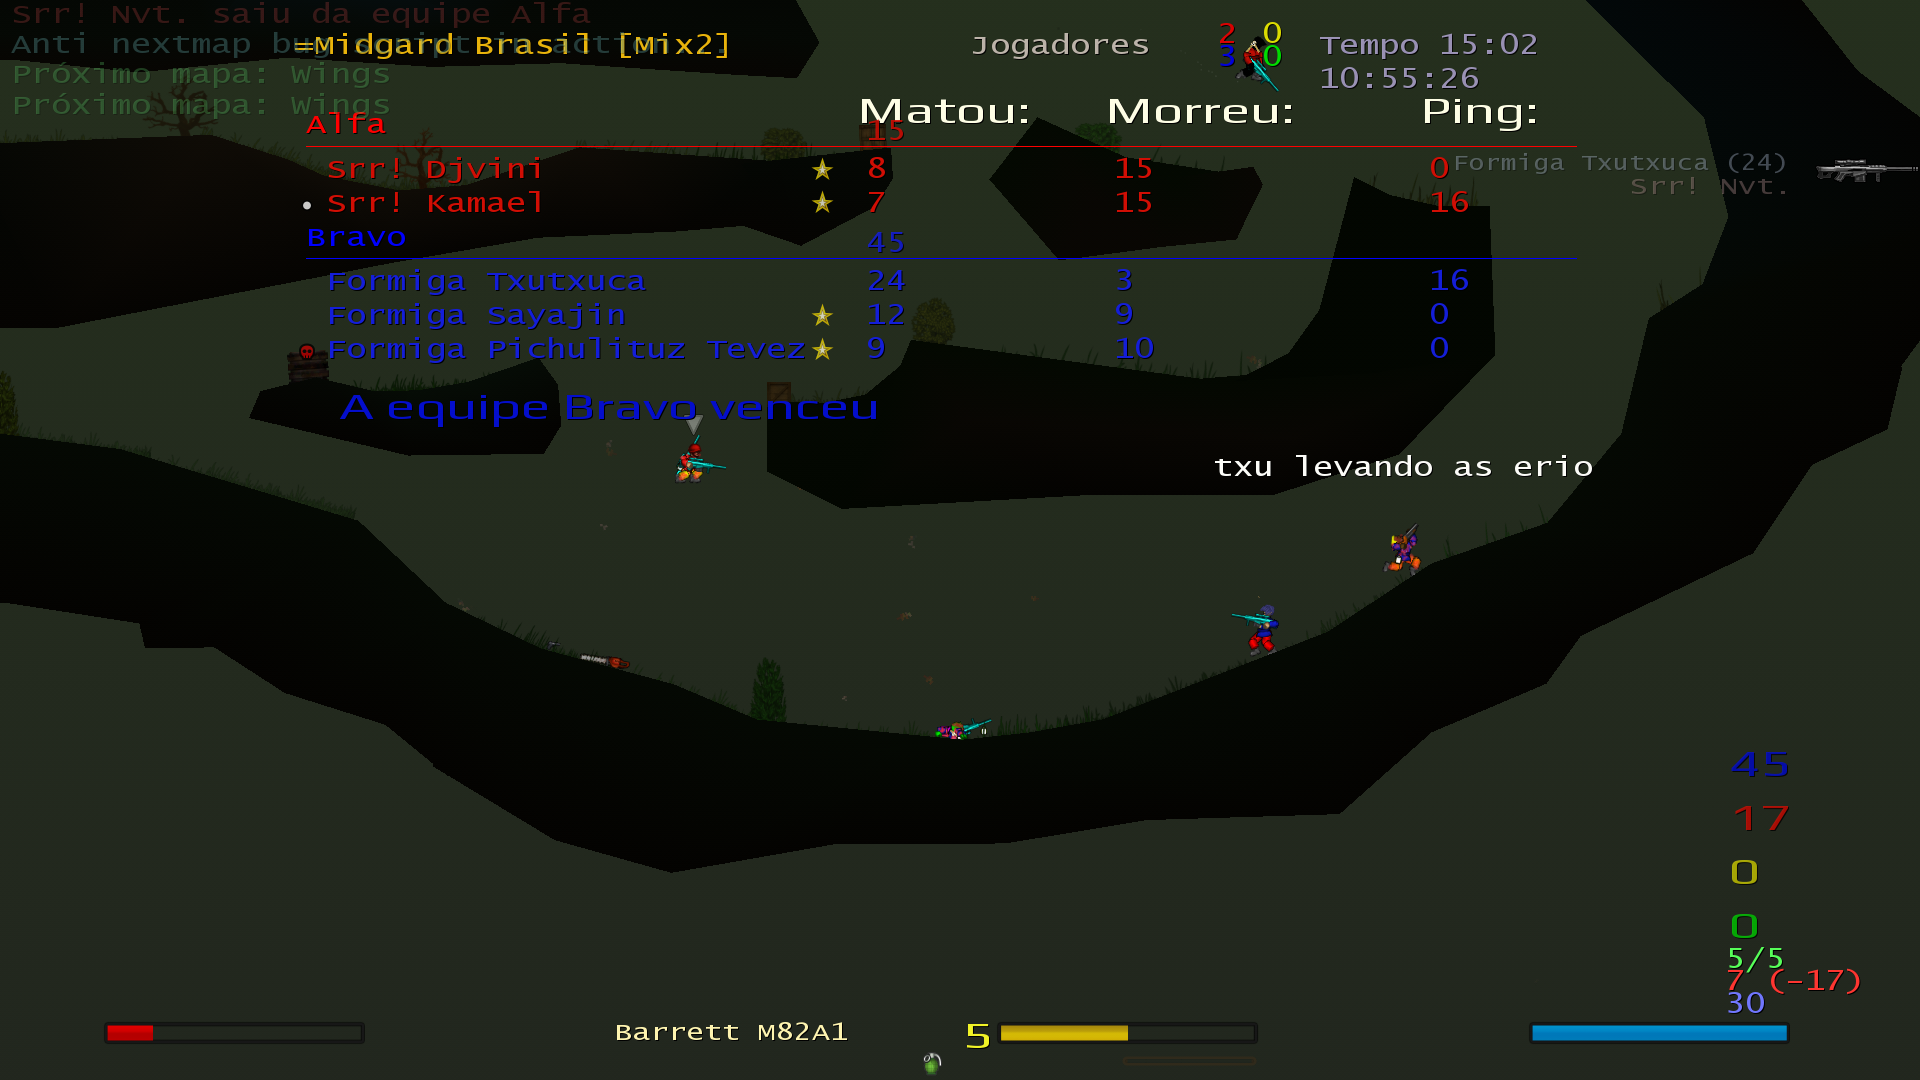 Srr! Nvt. saiu da equipe Alfa
Anti nextmap bug script in action
=Midgard Brasil [Mix2]
Jogadores
2 0
3 0
Tempo 15:02
10:55:26
Próximo mapa: Wings
Próximo mapa: Wings
Matou: Morreu: Ping:
Alfa 15
Srr! Djvini 8 15 0
Srr! Kamael 7 15 16
Formiga Txutxuca (24)
Srr! Nvt.
Bravo 45
Formiga Txutxuca 24 3 16
Formiga Sayajin 12 9 0
Formiga Pichulituz Tevez 9 10 0
A equipe Bravo venceu
txu levando as erio
45
17
0
0
5/5
7 (-17)
30
Barrett M82A1 5